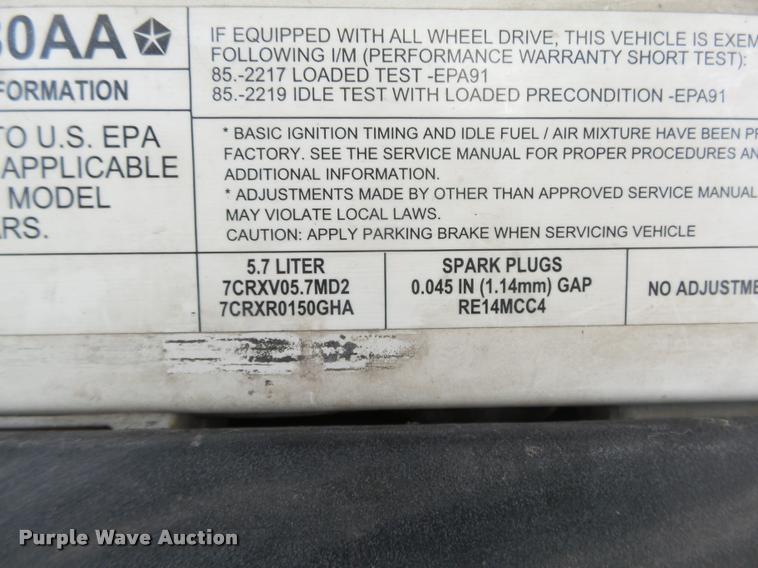 80AA
FORMATION
TO U.S. EPA
APPLICABLE
MODEL
ARS.
IF EQUIPPED WITH ALL WHEEL DRIVE, THIS VEHICLE IS EXEM
FOLLOWING I/M (PERFORMANCE WARRANTY SHORT TEST):
85.-2217 LOADED TEST -EPA91
85.-2219 IDLE TEST WITH LOADED PRECONDITION -EPA91
* BASIC IGNITION TIMING AND IDLE FUEL / AIR MIXTURE HAVE BEEN PR
FACTORY. SEE THE SERVICE MANUAL FOR PROPER PROCEDURES AN
ADDITIONAL INFORMATION.
* ADJUSTMENTS MADE BY OTHER THAN APPROVED SERVICE MANUAL
MAY VIOLATE LOCAL LAWS.
CAUTION: APPLY PARKING BRAKE WHEN SERVICING VEHICLE
5.7 LITER
7CRXV05.7MD2
7CRXR0150GHA
SPARK PLUGS
0.045 IN (1.14mm) GAP
RE14MCC4
NO ADJUSTME
Purple Wave Auction